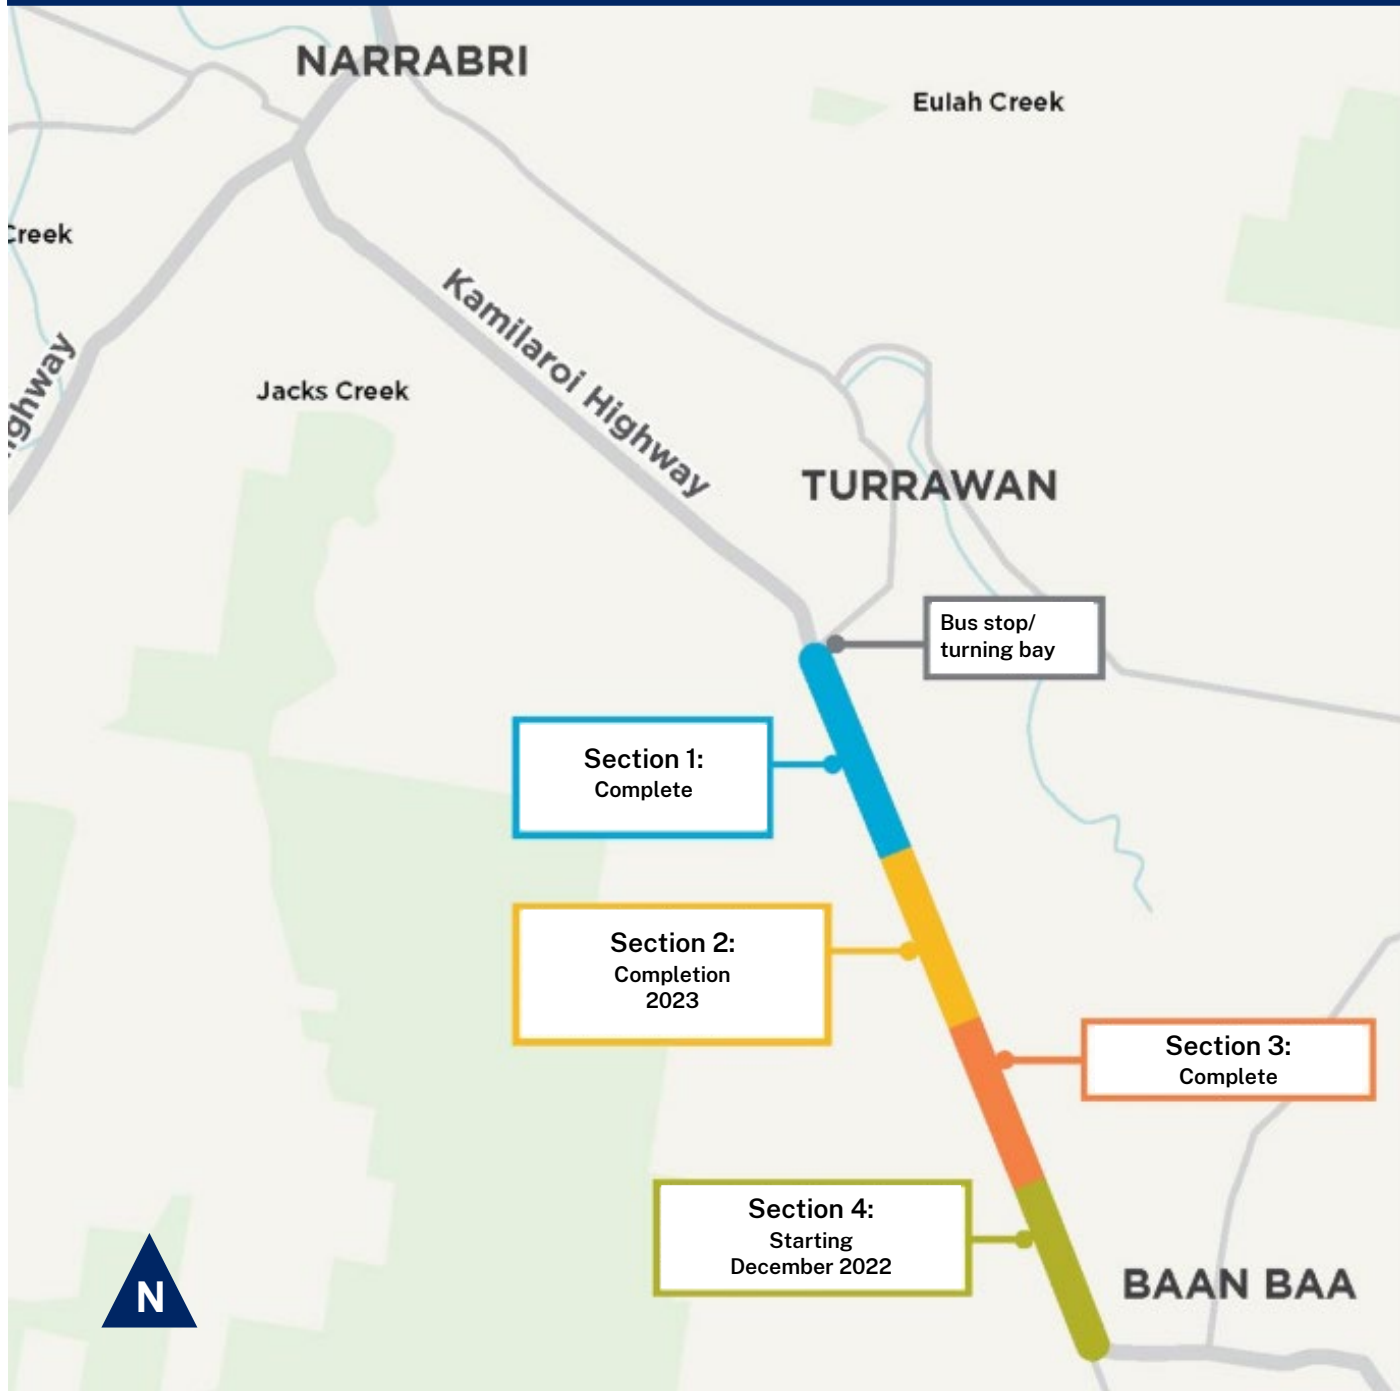 NARRABRI
Eulah Creek
Creek
Kamilaroi Highway
ighway
Jacks Creek
TURRAWAN
Bus stop/
turning bay
Section 1:
Complete
Section 2:
Completion
2023
Section 3:
Complete
Section 4:
Starting
December 2022
BAAN BAA
N